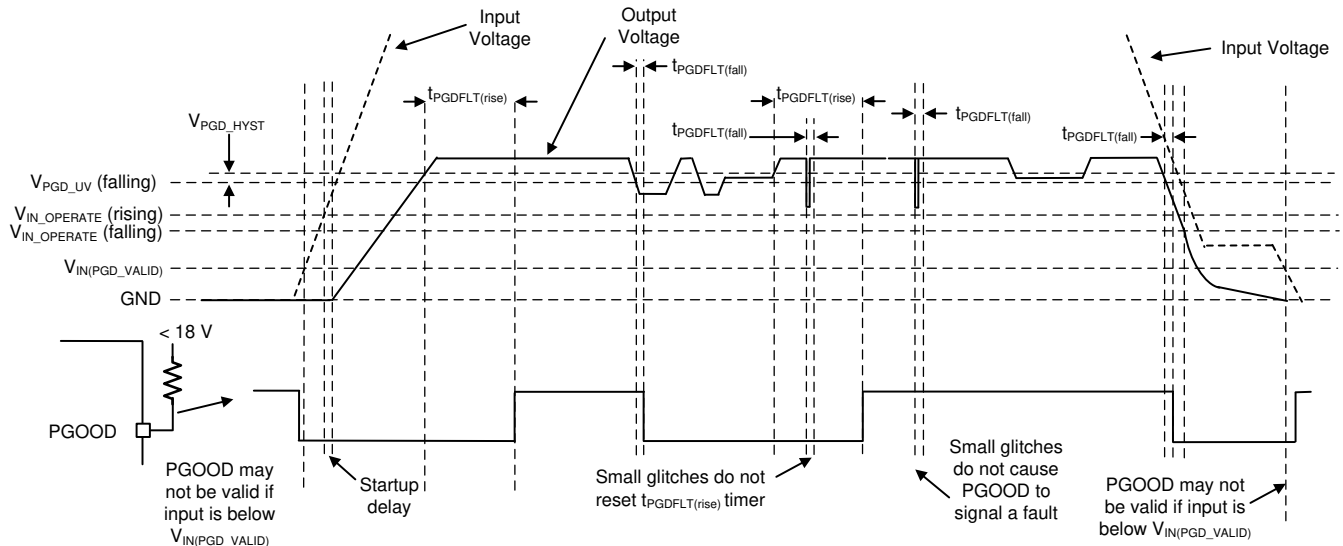 Input
Voltage
Output
Voltage
Input Voltage
tPGDFLT(fall)
tPGDFLT(rise)
tPGDFLT(rise)
tPGDFLT(fall)
tPGDFLT(fall)
tPGDFLT(fall)
VPGD_HYST
VPGD_UV (falling)
VIN_OPERATE (rising)
VIN_OPERATE (falling)
VIN(PGD_VALID)
GND
< 18 V
PGOOD
PGOOD may
not be valid if
input is below
VIN(PGD_VALID)
Startup
delay
Small glitches do not
reset tPGDFLT(rise) timer
Small glitches
do not cause
PGOOD to
signal a fault
PGOOD may not
be valid if input is
below VIN(PGD_VALID)